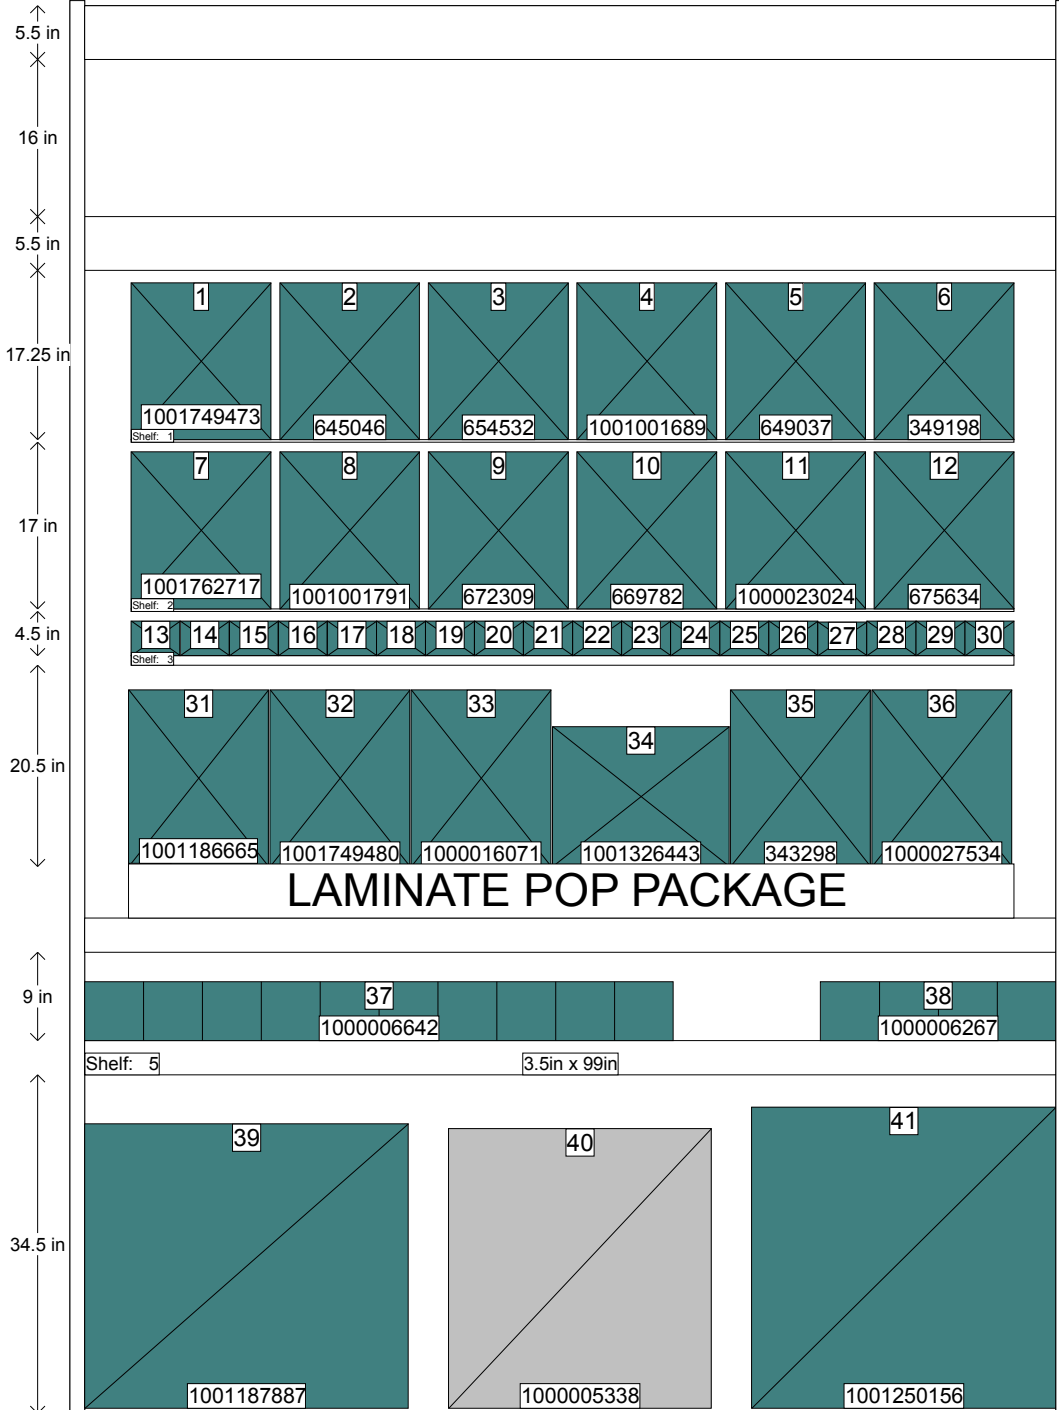 5.5 in
16 in
5.5 in
17.25 in
1 2 3 4 5 6
1001749473 645046 654532 1001001689 649037 349198
Shelf: 1
17 in
7 8 9 10 11 12
1001762717 1001001791 672309 669782 1000023024 675634
Shelf: 2
4.5 in
13 14 15 16 17 18 19 20 21 22 23 24 25 26 27 28 29 30
Shelf: 3
20.5 in
31 32 33 34 35 36
1001186665 1001749480 1000016071 1001326443 343298 1000027534
LAMINATE POP PACKAGE
9 in
37 38
1000006642 1000006267
Shelf: 5 3.5in x 99in
34.5 in
39 40 41
1001187887 1000005338 1001250156